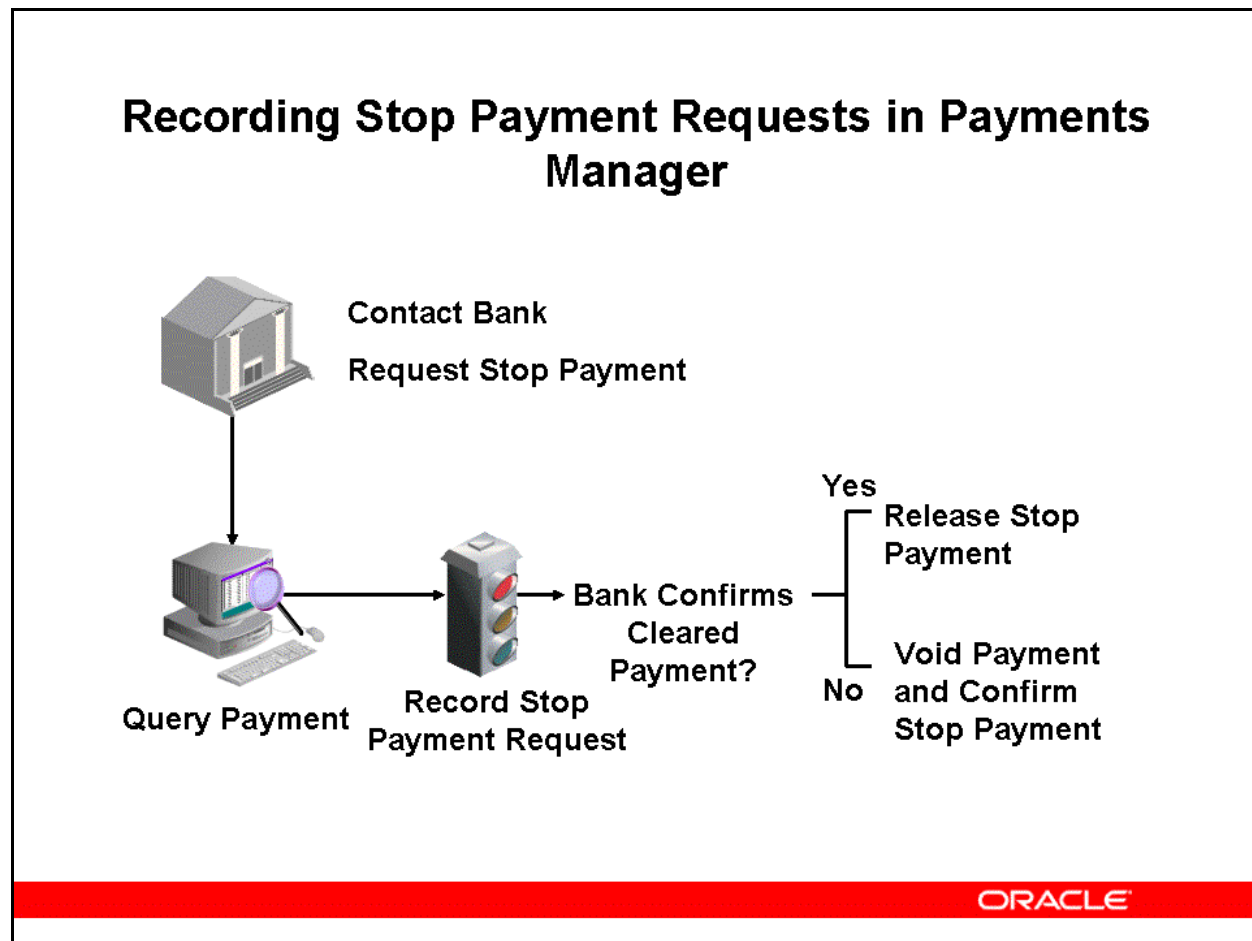 Recording Stop Payment Requests in Payments
Manager
Contact Bank
Request Stop Payment
Query Payment
Record Stop
Payment Request
Bank Confirms
Cleared
Payment?
Yes
Release Stop
Payment
No
Void Payment
and Confirm
Stop Payment
ORACLE